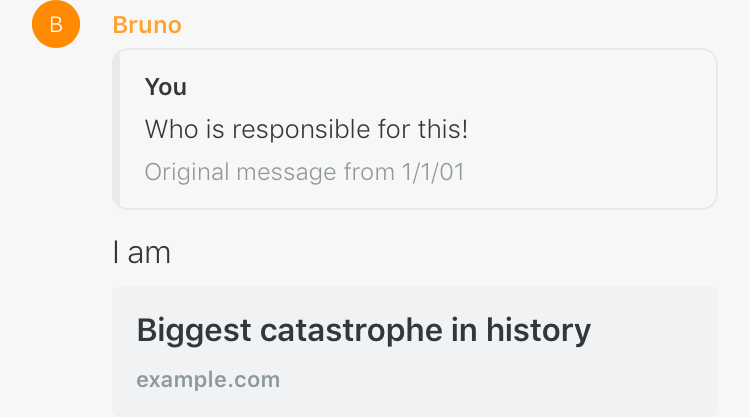 B
Bruno
You
Who is responsible for this!
Original message from 1/1/01
I am
Biggest catastrophe in history
example.com